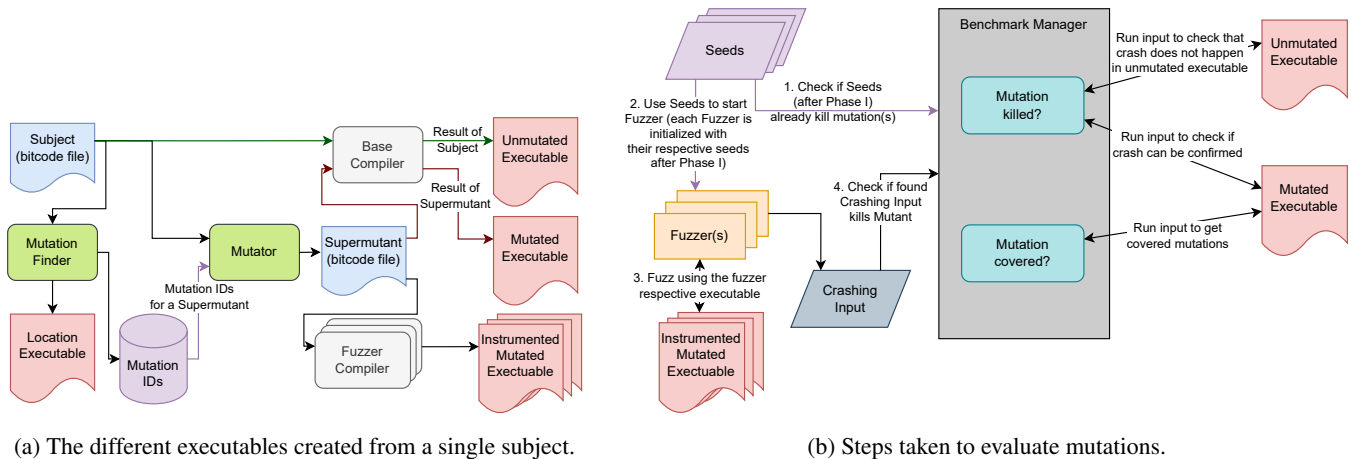 Subject
(bitcode file)
Base
Compiler
Result of
Subject
Unmutated
Executable
Result of
Supermutant
Mutation
Finder
Mutator
Supermutant
(bitcode file)
Mutated
Executable
Mutation IDs
for a Supermutant
Location
Executable
Mutation
IDs
Fuzzer
Compiler
Instrumented
Mutated
Exectuable
(a) The different executables created from a single subject.
Seeds
1. Check if Seeds
(after Phase I)
already kill mutation(s)
2. Use Seeds to start
Fuzzer (each Fuzzer is
initialized with
their respective seeds
after Phase I)
Fuzzer(s)
3. Fuzz using the fuzzer
respective executable
Instrumented
Mutated
Exectuable
4. Check if found
Crashing Input
kills Mutant
Crashing
Input
Benchmark Manager
Mutation
killed?
Mutation
covered?
Run input to check that
crash does not happen
in unmutated executable
Unmutated
Executable
Run input to check if
crash can be confirmed
Mutated
Executable
Run input to get
covered mutations
(b) Steps taken to evaluate mutations.